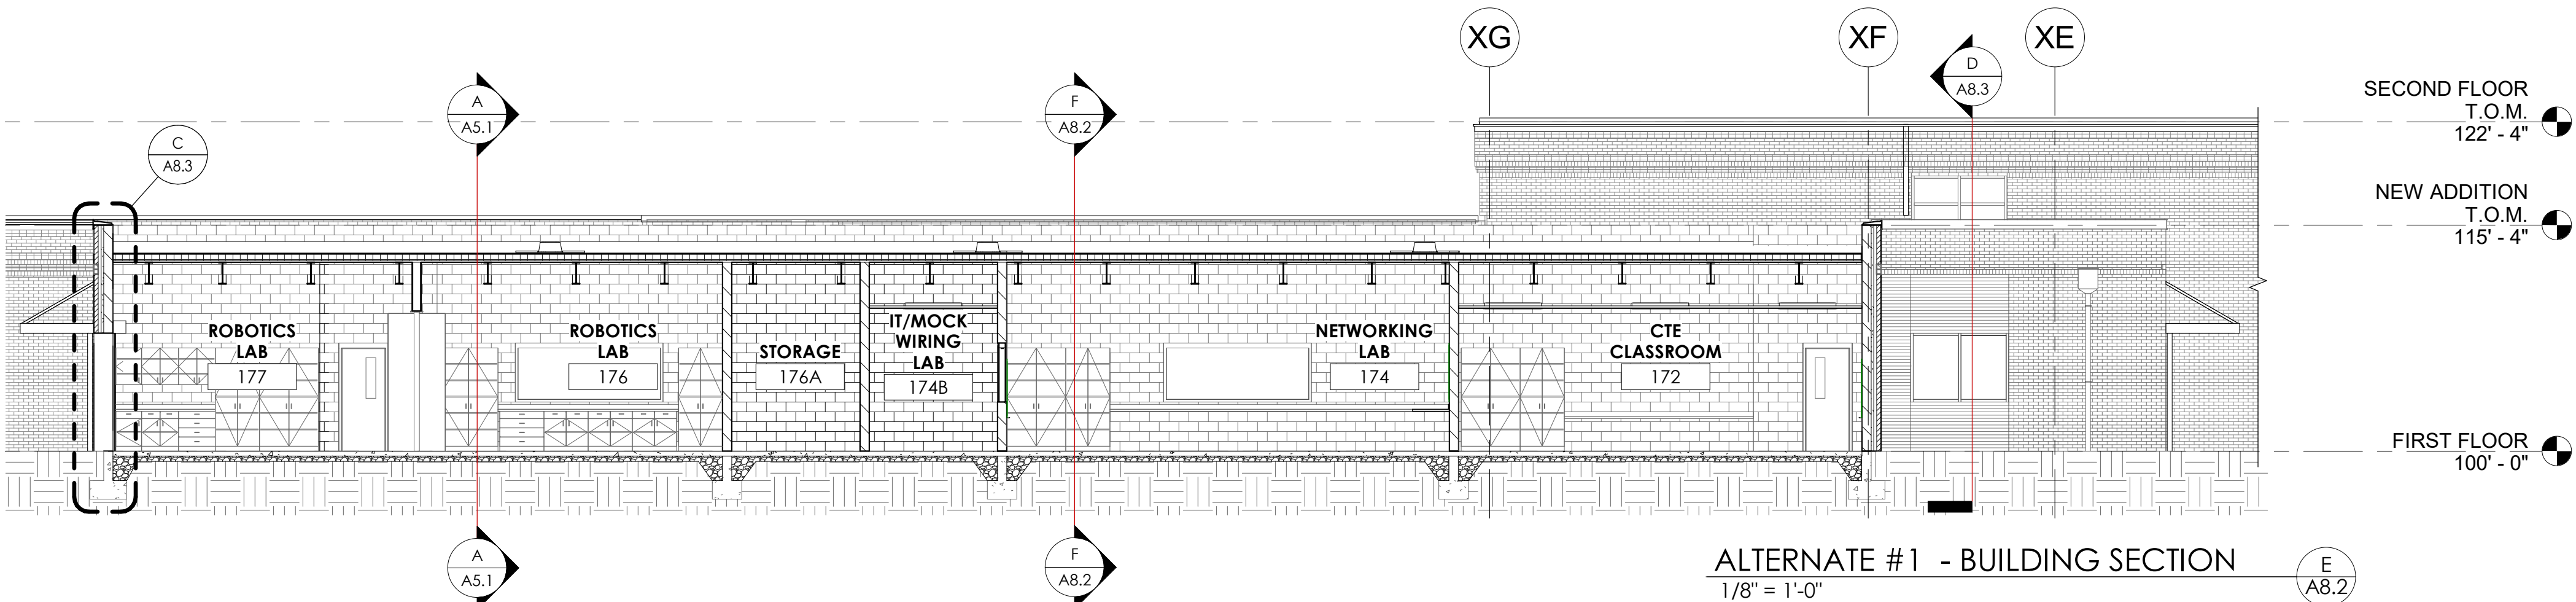 XG
XF
XE
D
A8.3
A
A5.1
F
A8.2
C
A8.3
SECOND FLOOR
T.O.M.
122' - 4"
NEW ADDITION
T.O.M.
115' - 4"
ROBOTICS
LAB
177
ROBOTICS
LAB
176
STORAGE
176A
IT/MOCK
WIRING
LAB
174B
NETWORKING
LAB
174
CTE
CLASSROOM
172
FIRST FLOOR
100' - 0"
A
A5.1
F
A8.2
ALTERNATE #1 - BUILDING SECTION
1/8" = 1'-0"
E
A8.2